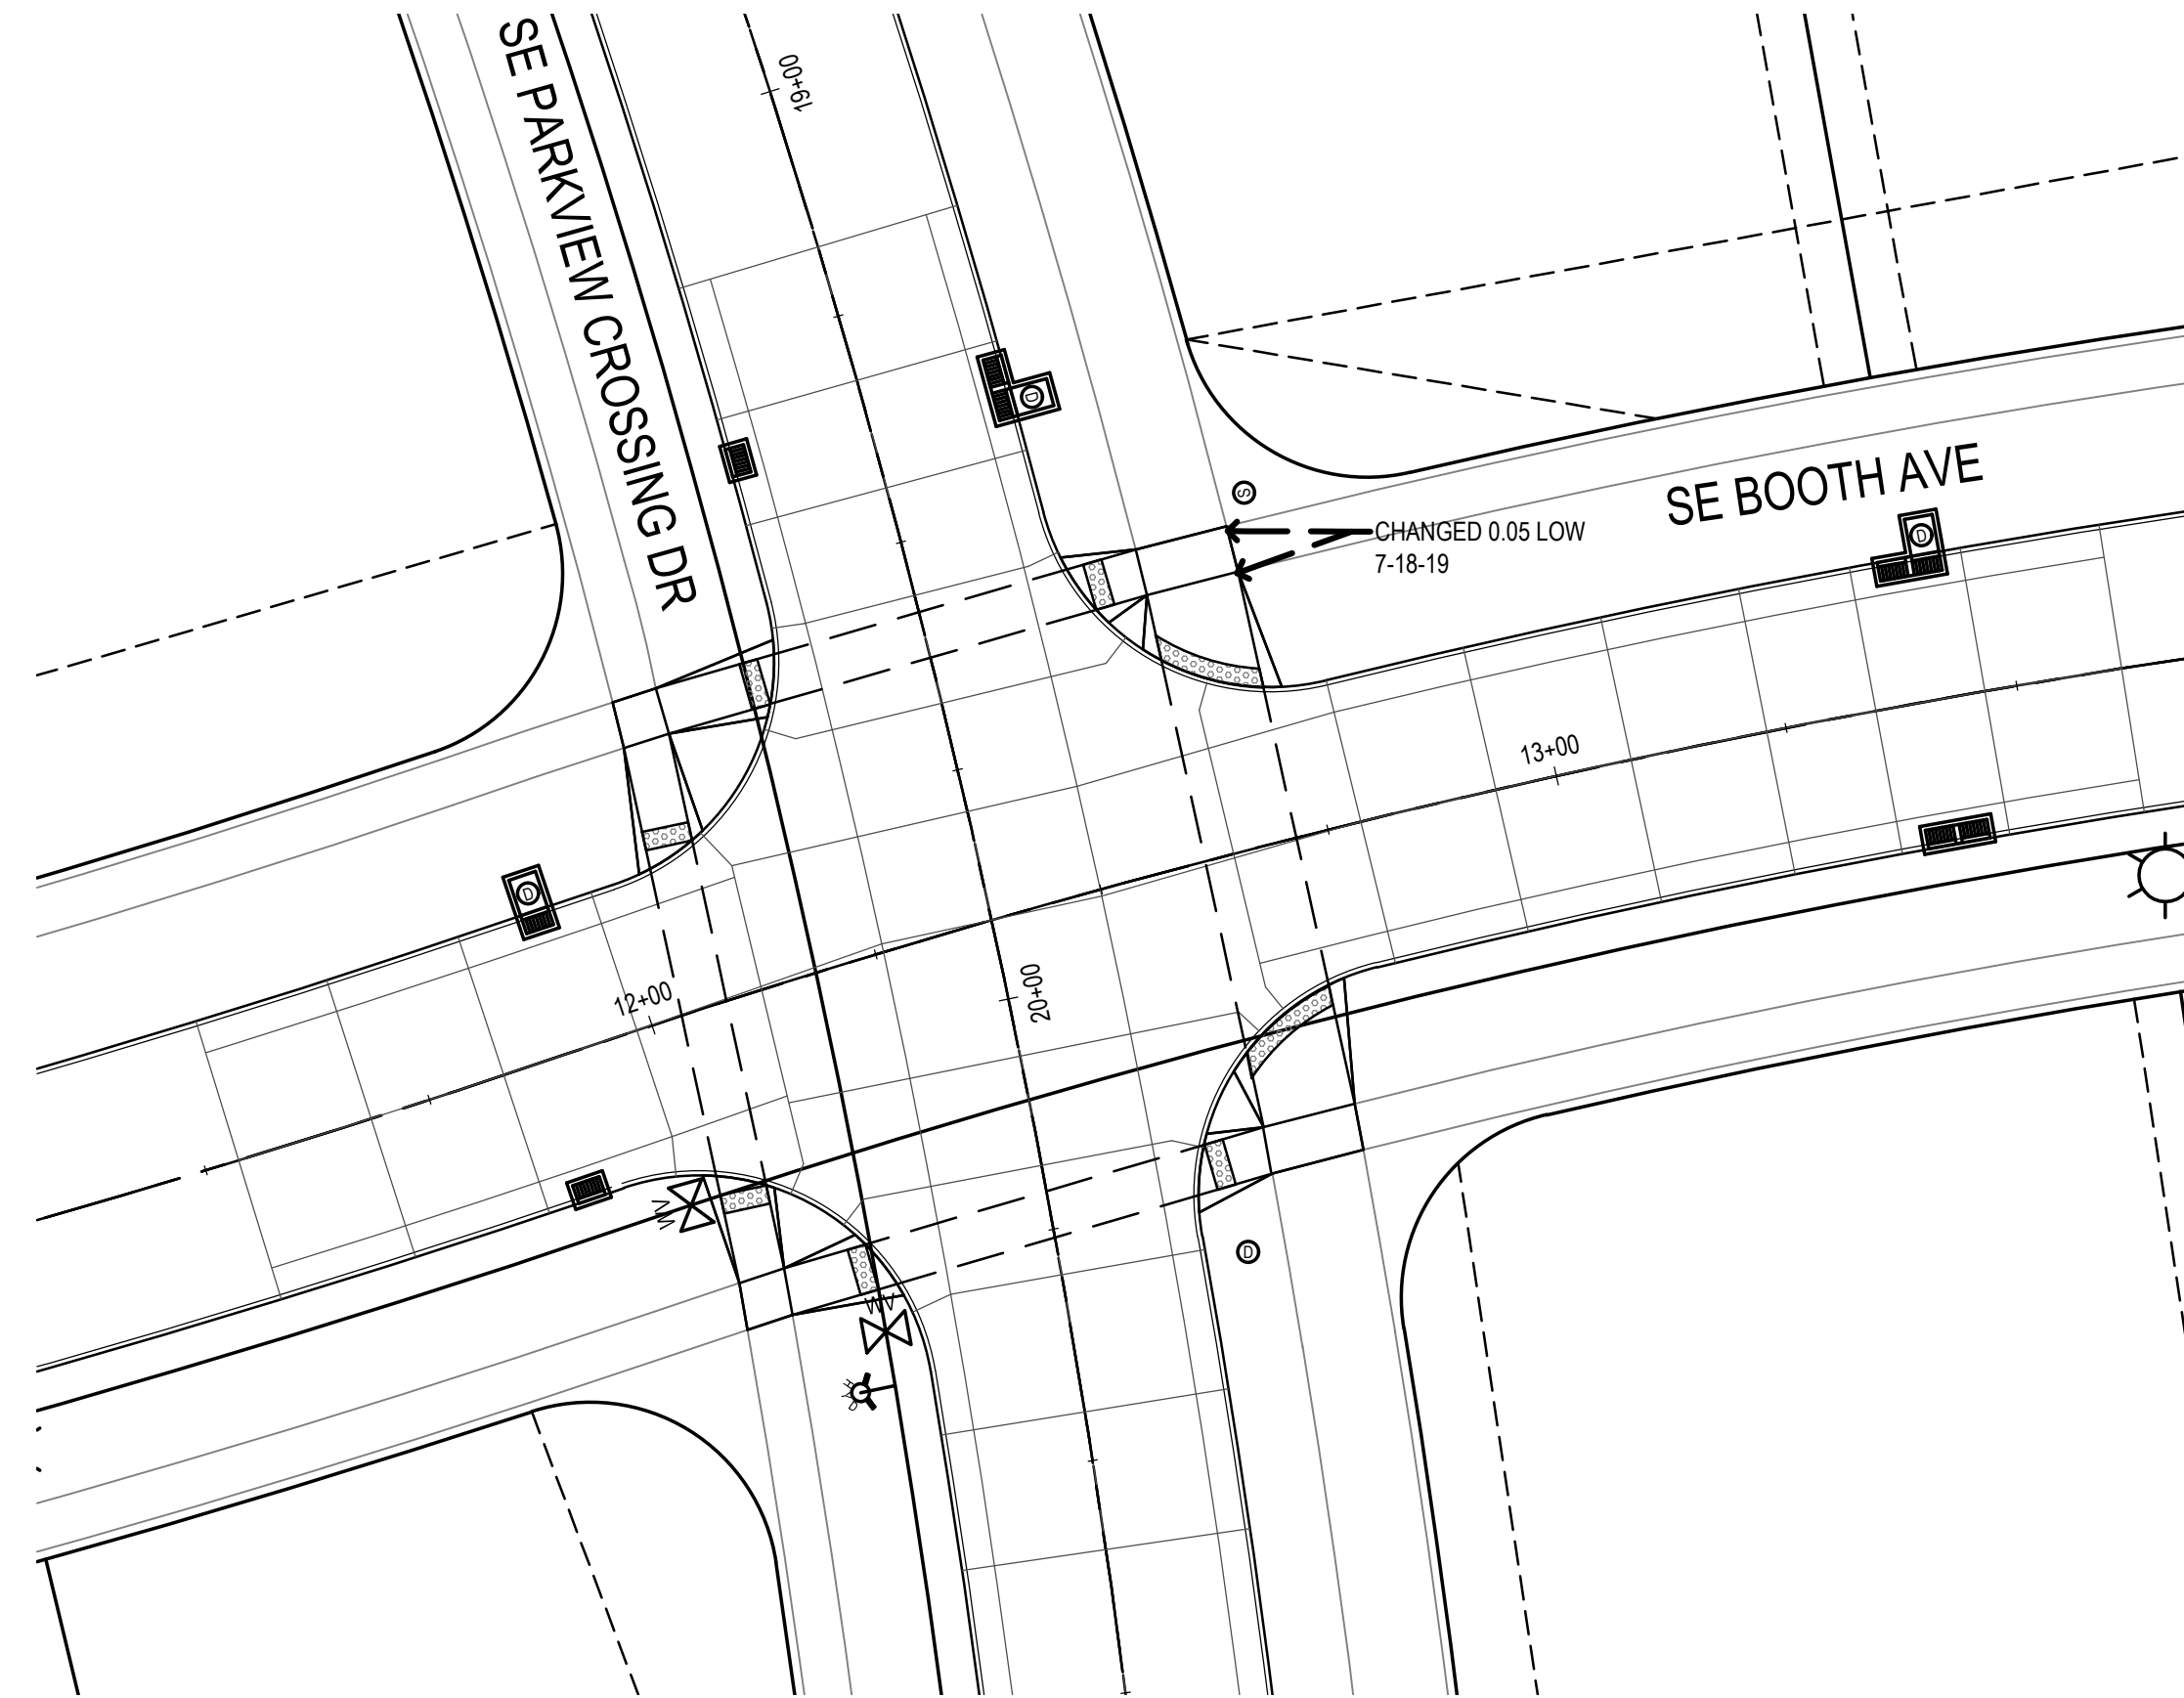 SE PARKVIEW CROSSING DR
19+00
S
D
SE BOOTH AVE
D
CHANGED 0.05 LOW
7-18-19
13+00
D
12+00
20+00
W
W
D
HYD